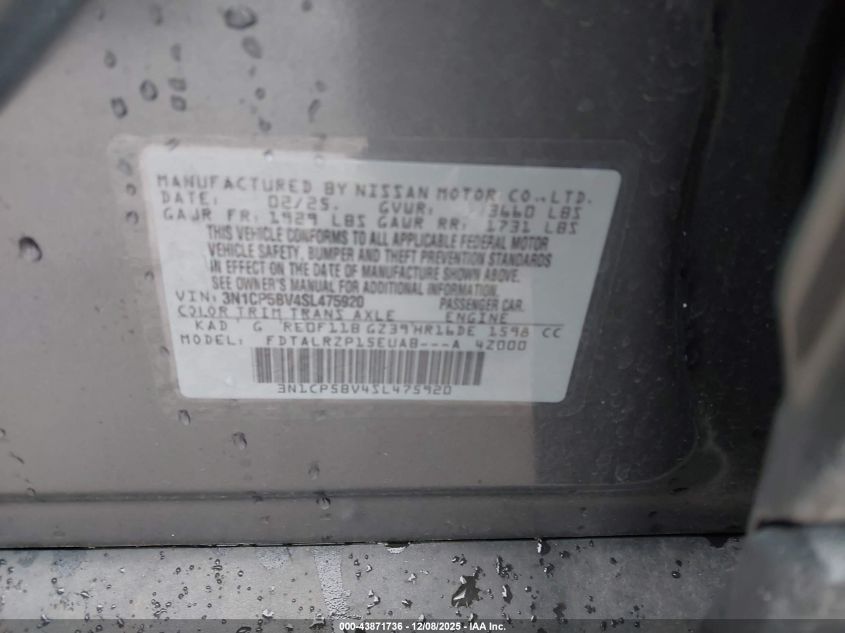 MANUFACTURED BY NISSAN MOTOR CO.,LTD.
DATE: 02/25. GVWR: 3660 LBS
GAWR FR: 1929 LBS GAWR RR: 1731 LBS
THIS VEHICLE CONFORMS TO ALL APPLICABLE FEDERAL MOTOR
VEHICLE SAFETY, BUMPER AND THEFT PREVENTION STANDARDS
IN EFFECT ON THE DATE OF MANUFACTURE SHOWN ABOVE.
SEE OWNER'S MANUAL FOR ADDITIONAL INFORMATION
VIN: 3N1CP5BV4SL475920 PASSENGER CAR
COLOR TRIM TRANS AXLE ENGINE
KAD G RE0F11B GZ39 HR16DE 1598 CC
MODEL: FDTALRZP15EUAB---A 4Z000
3N1CP5BV4SL475920
000-43871736 - 12/08/2025 - IAA, Inc.